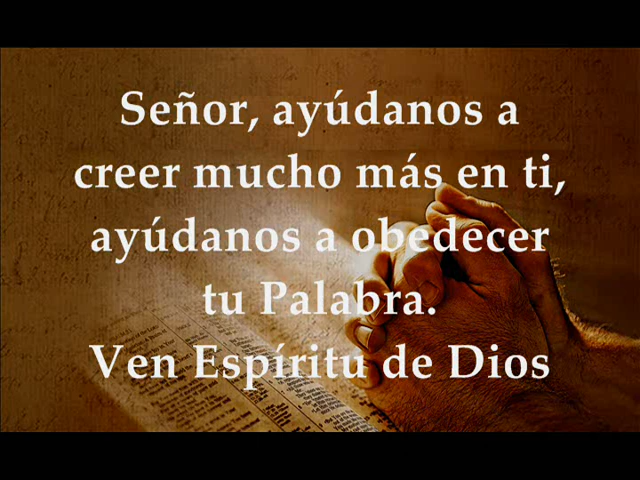 Señor, ayúdanos a
creer mucho más en ti,
ayúdanos a obedecer
tu Palabra.
Ven Espíritu de Dios